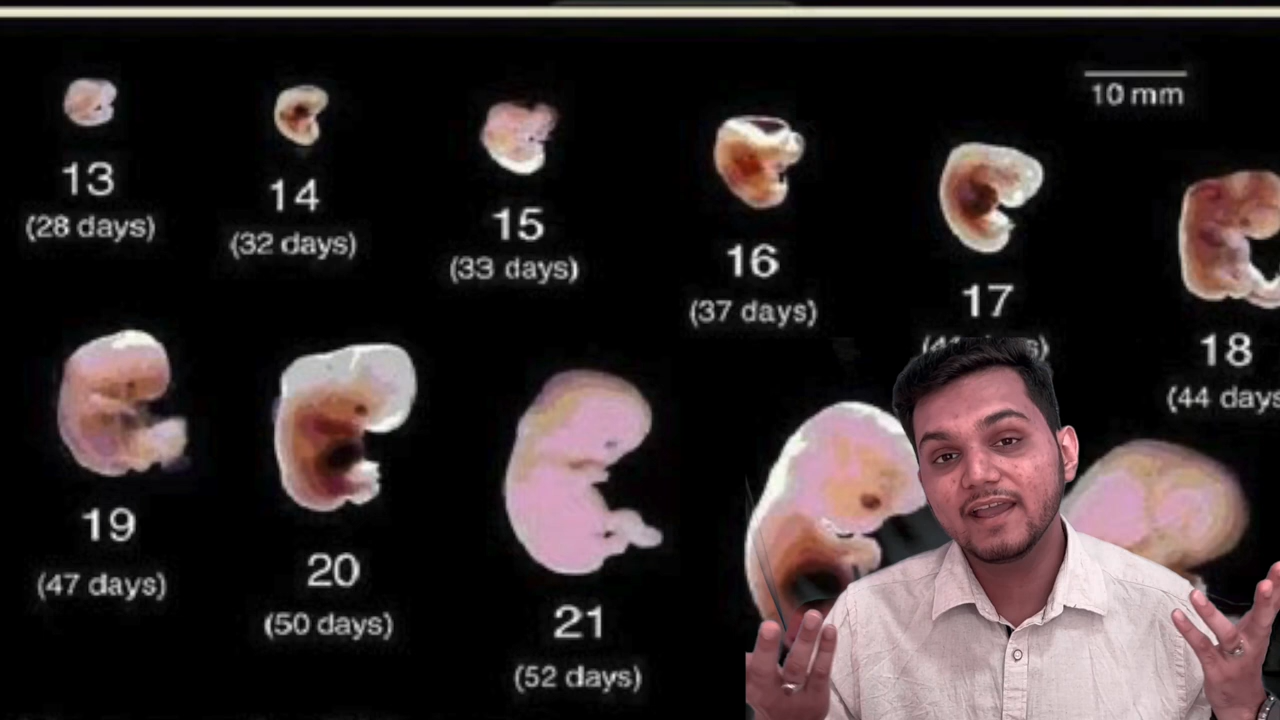 10 mm
13
(28 days)
14
(32 days)
15
(33 days)
16
(37 days)
17
18
(44 days
19
(47 days)
20
(50 days)
21
(52 days)